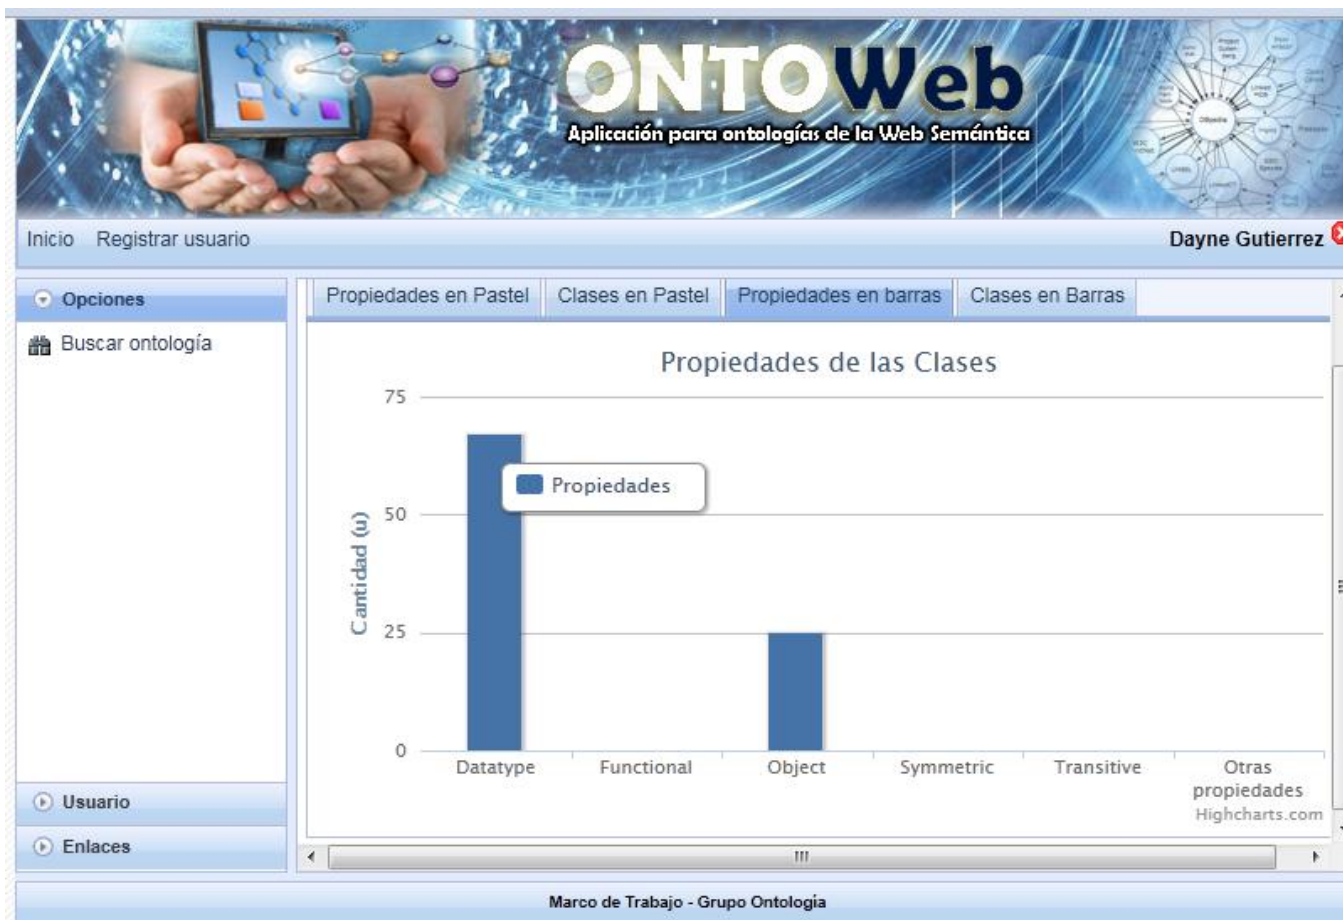 ONTOWeb
Aplicación para ontologías de la Web Semántica
Inicio Registrar usuario
Dayne Gutierrez
Opciones
Buscar ontología
Usuario
Enlaces
Propiedades en Pastel Clases en Pastel Propiedades en barras Clases en Barras
Propiedades de las Clases
Cantidad (u)
75
50
25
0
Propiedades
Datatype Functional Object Symmetric Transitive Otras
propiedades
Highcharts.com
Marco de Trabajo - Grupo Ontología